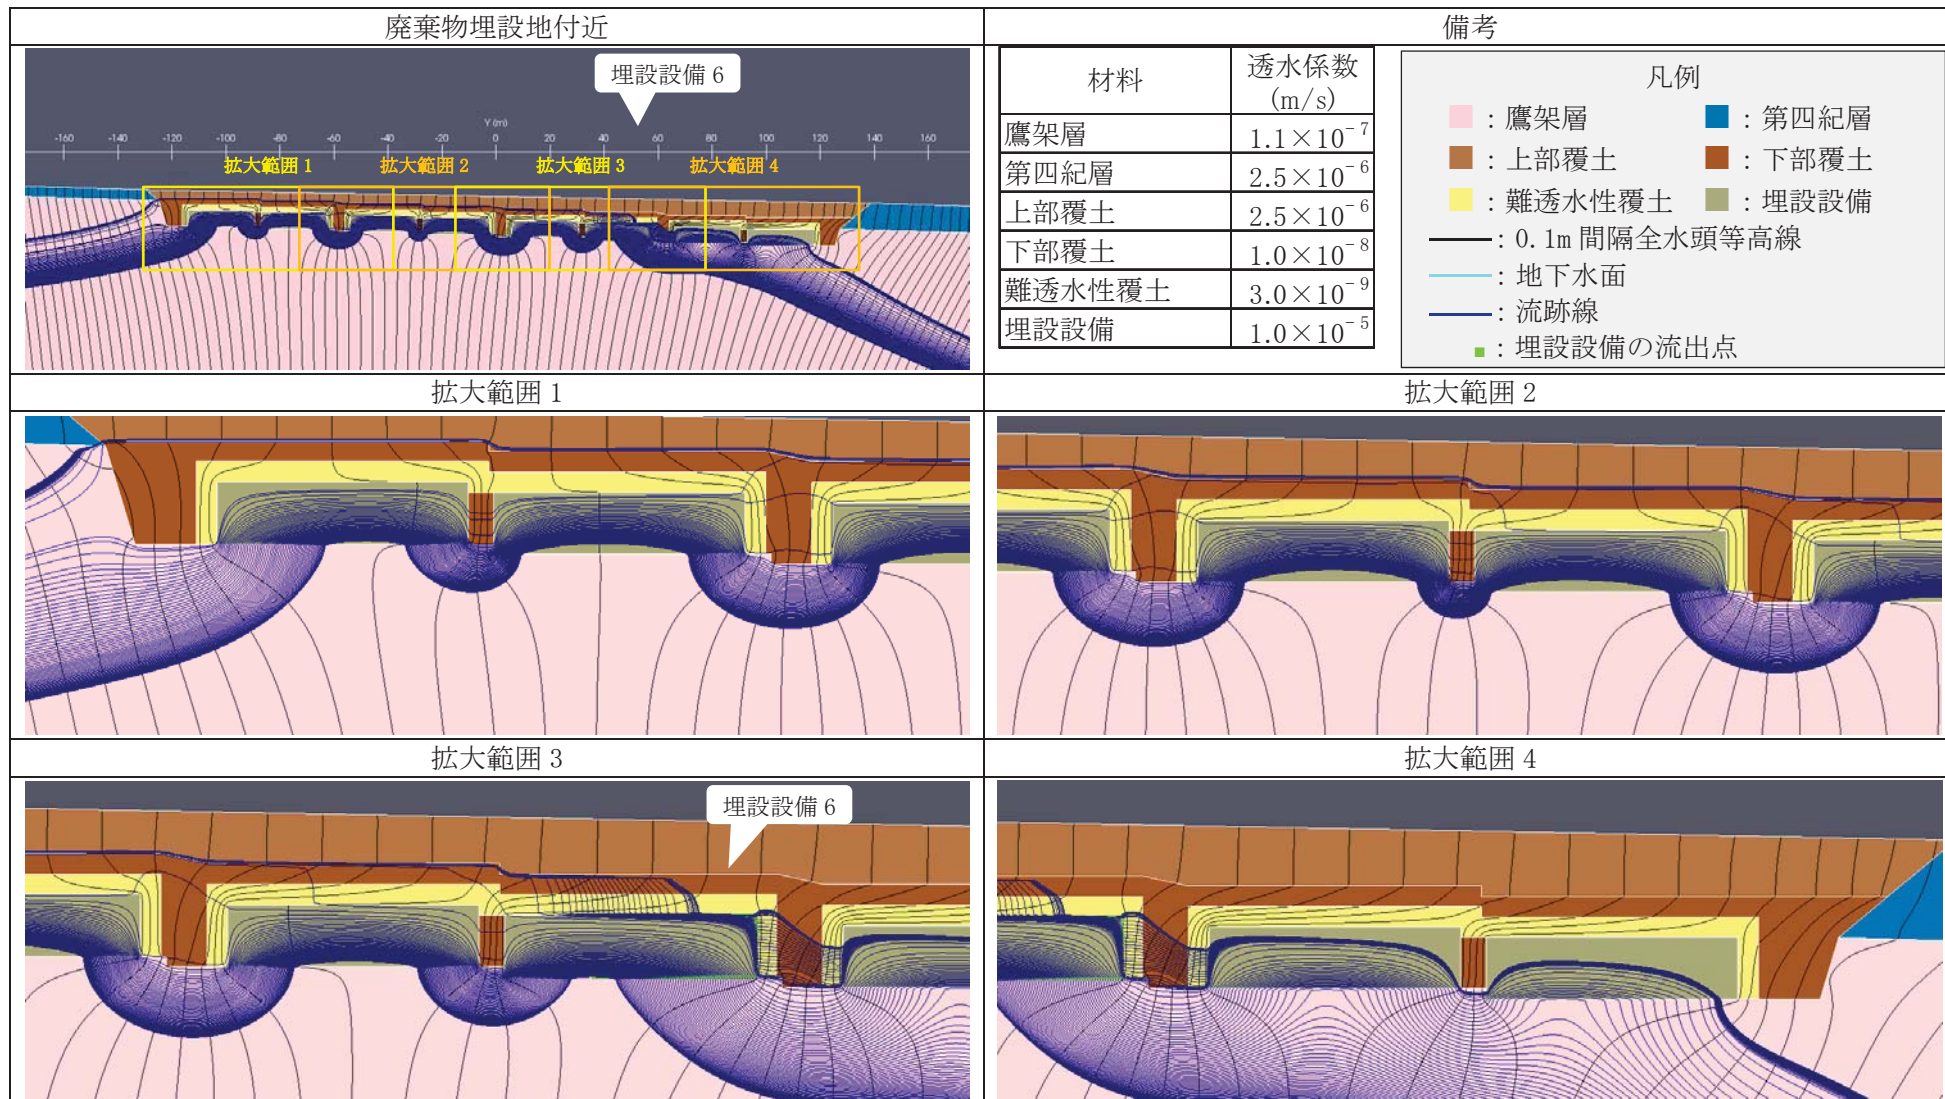 廃棄物埋設地付近
備考
埋設設備 6
Y (m)
-160 -140 -120 -100 -80 -60 -40 -20 0 20 40 60 80 100 120 140 160
拡大範囲 1 拡大範囲 2 拡大範囲 3 拡大範囲 4
材料 透水係数 (m/s)
鷹架層 1.1×10⁻⁷
第四紀層 2.5×10⁻⁶
上部覆土 2.5×10⁻⁶
下部覆土 1.0×10⁻⁸
難透水性覆土 3.0×10⁻⁹
埋設設備 1.0×10⁻⁵
凡例
：鷹架層 ：第四紀層
：上部覆土 ：下部覆土
：難透水性覆土 ：埋設設備
：0.1m 間隔全水頭等高線
：地下水面
：流跡線
：埋設設備の流出点
拡大範囲 1
拡大範囲 2
拡大範囲 3
拡大範囲 4
埋設設備 6